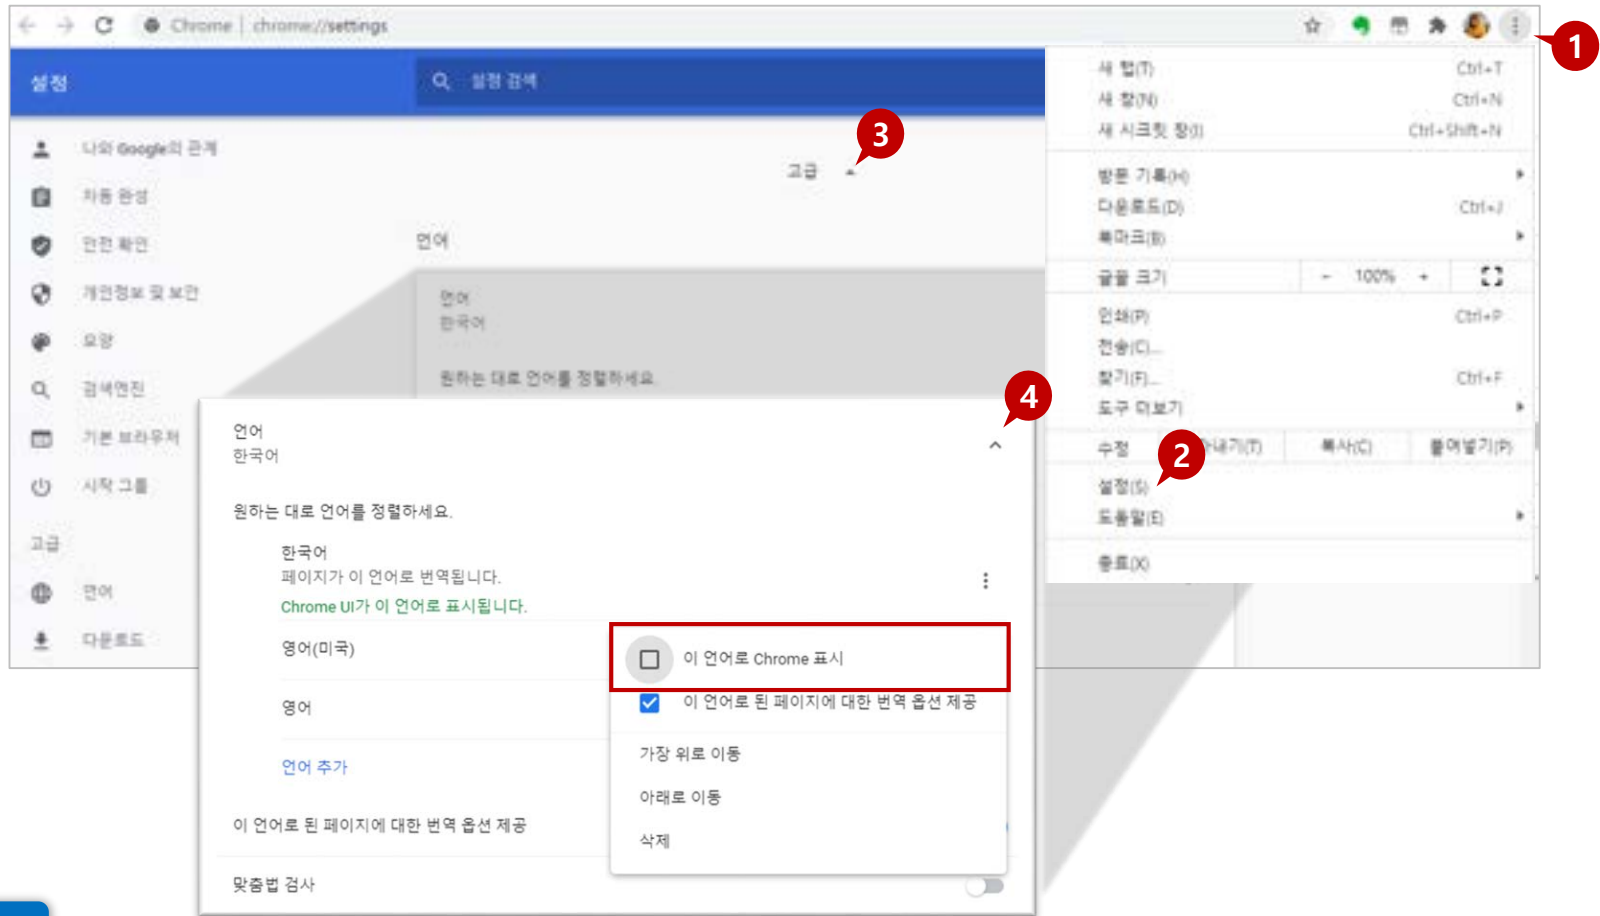 Chrome | chrome://settings
1
설정
설정 검색
나와 Google의 관계
자동 완성
안전 확인
개인정보 및 보안
모양
검색엔진
기본 브라우저
시작 그룹
고급
언어
다운로드
고급
3
언어
언어
한국어
원하는 대로 언어를 정렬하세요.
새 탭(T) Ctrl+T
새 창(N) Ctrl+N
새 시크릿 창(I) Ctrl+Shift+N
방문 기록(H)
다운로드(D) Ctrl+J
북마크(B)
글꼴 크기 - 100% +
인쇄(P) Ctrl+P
전송(C)...
찾기(F)... Ctrl+F
도구 더보기
수정 내기(T) 복사(C) 붙여넣기(P)
2
설정(S)
도움말(E)
종료(X)
4
언어
한국어
원하는 대로 언어를 정렬하세요.
한국어
페이지가 이 언어로 번역됩니다.
Chrome UI가 이 언어로 표시됩니다.
영어(미국)
영어
언어 추가
이 언어로 된 페이지에 대한 번역 옵션 제공
맞춤법 검사
이 언어로 Chrome 표시
이 언어로 된 페이지에 대한 번역 옵션 제공
가장 위로 이동
아래로 이동
삭제